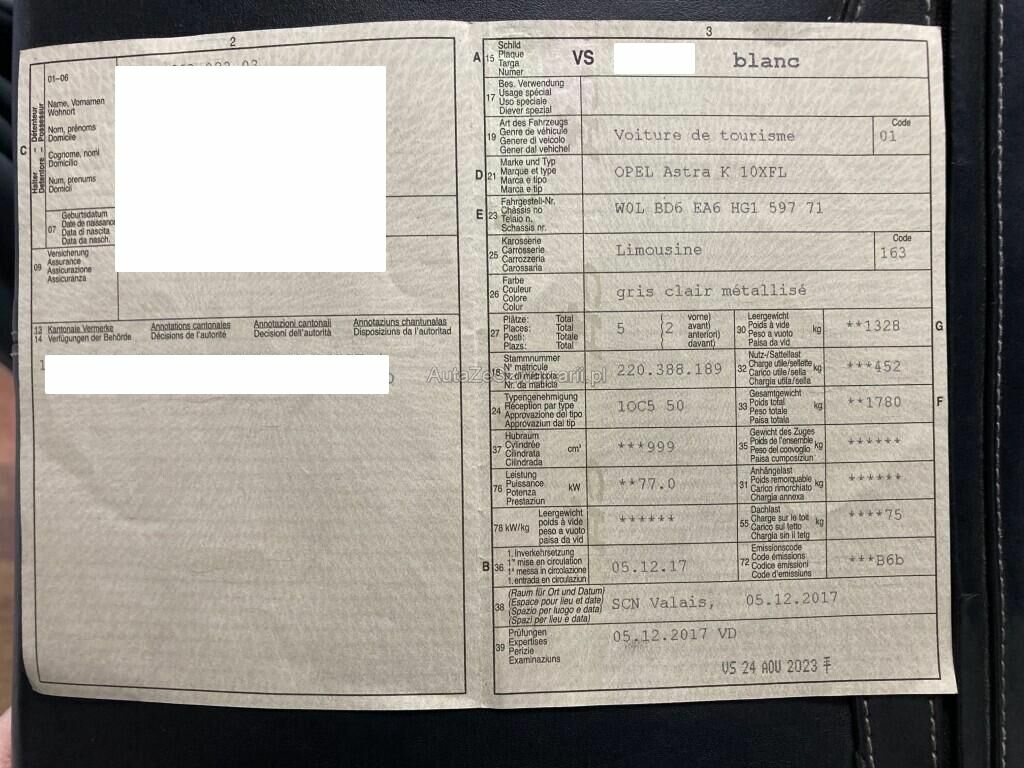 2
01–06
Name, Vornamen
Wohnort
Nom, prénoms
Domicile
Cognome, nomi
Domicilio
Num, prenums
Domicil
C
Halter – Détenteur
Detentore – Possessur
07
Geburtsdatum
Date de naissance
Data di nascita
Data da nasch.
09
Versicherung
Assurance
Assicurazione
Assicuranza
13
14
Kantonale Vermerke
Verfügungen der Behörde
Annotations cantonales
Décisions de l'autorité
Annotazioni cantonali
Decisioni dell'autorità
Annotaziuns chantunalas
Disposiziuns da l'autoritad
3
A 15
Schild
Plaque
Targa
Numer
VS blanc
17
Bes. Verwendung
Usage spécial
Uso speciale
Diever spezial
19
Art des Fahrzeugs
Genre de véhicule
Genere di veicolo
Gener dal vehichel
Voiture de tourisme
Code
01
D 21
Marke und Typ
Marque et type
Marca e tipo
Marca e tip
OPEL Astra K 10XFL
E 23
Fahrgestell-Nr.
Châssis no
Telaio n.
Schassis nr.
W0L BD6 EA6 HG1 597 71
25
Karosserie
Carrosserie
Carrozzeria
Carossaria
Limousine
Code
163
26
Farbe
Couleur
Colore
Colur
gris clair métallisé
27
Plätze: Total
Places: Total
Posti: Totale
Plazs: Total
5
(2
vorne)
avant)
anteriori)
davant)
30
Leergewicht
Poids à vide
Peso a vuoto
Paisa da vid
kg
**1328
G
18
Stammnummer
N° matricule
N. di matricola
Nr. da matricla
220.388.189
32
Nutz-/Sattellast
Charge utile/sellette
Carico utile/sella
Chargia utila/sella
kg
***452
24
Typengenehmigung
Réception par type
Approvazione del tipo
Approvaziun dal tip
1OC5 50
33
Gesamtgewicht
Poids total
Peso totale
Paisa totala
kg
**1780
F
37
Hubraum
Cylindrée
Cilindrata
Cilindrada
cm³
***999
35
Gewicht des Zuges
Poids de l'ensemble
Peso del convoglio
Paisa cumposiziun
kg
******
76
Leistung
Puissance
Potenza
Prestaziun
kW
**77.0
31
Anhängelast
Poids remorquable
Carico rimorchiato
Chargia annexa
kg
******
78 kW/kg
Leergewicht
poids à vide
peso a vuoto
paisa da vid
******
55
Dachlast
Charge sur le toit
Carico sul tetto
Chargia sin il tetg
kg
****75
B 36
1. Inverkehrsetzung
1re mise en circulation
1a messa in circolazione
1. entrada en circulaziun
05.12.17
72
Emissionscode
Code émissions
Codice emissioni
Code d'emissiuns
***B6b
38
(Raum für Ort und Datum)
(Espace pour lieu et date)
(Spazio per luogo e data)
(Spazi per lieu e data)
SCN Valais, 05.12.2017
39
Prüfungen
Expertises
Perizie
Examinaziuns
05.12.2017 VD
VS 24 AOU 2023
AutaZeSzwajcarii.pl